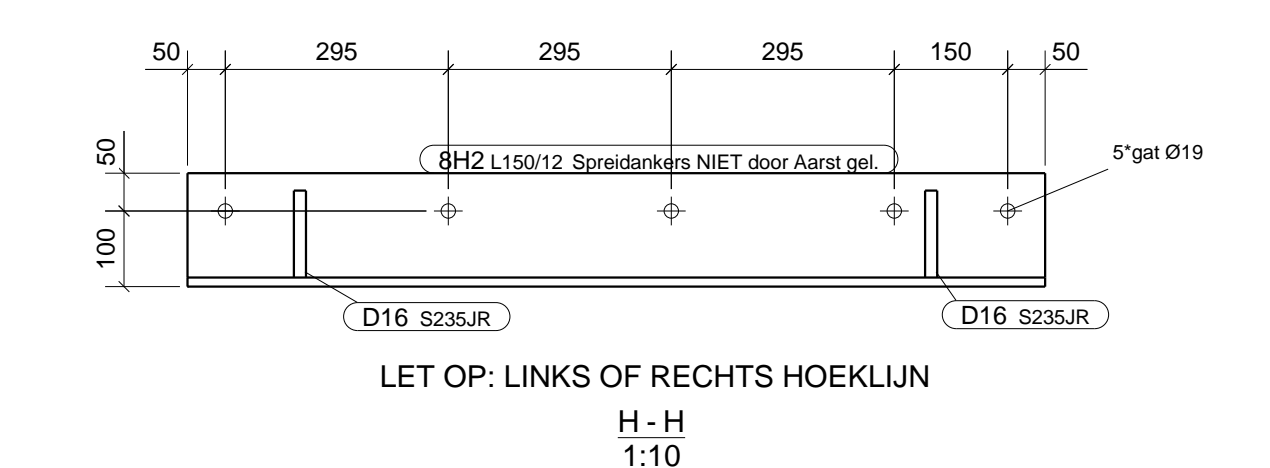 50 295 295 295 150 50
50
8H2 L150/12 Spreidankers NIET door Aarst gel.
5*gat Ø19
100
D16 S235JR
D16 S235JR
LET OP: LINKS OF RECHTS HOEKLIJN
H - H
1:10